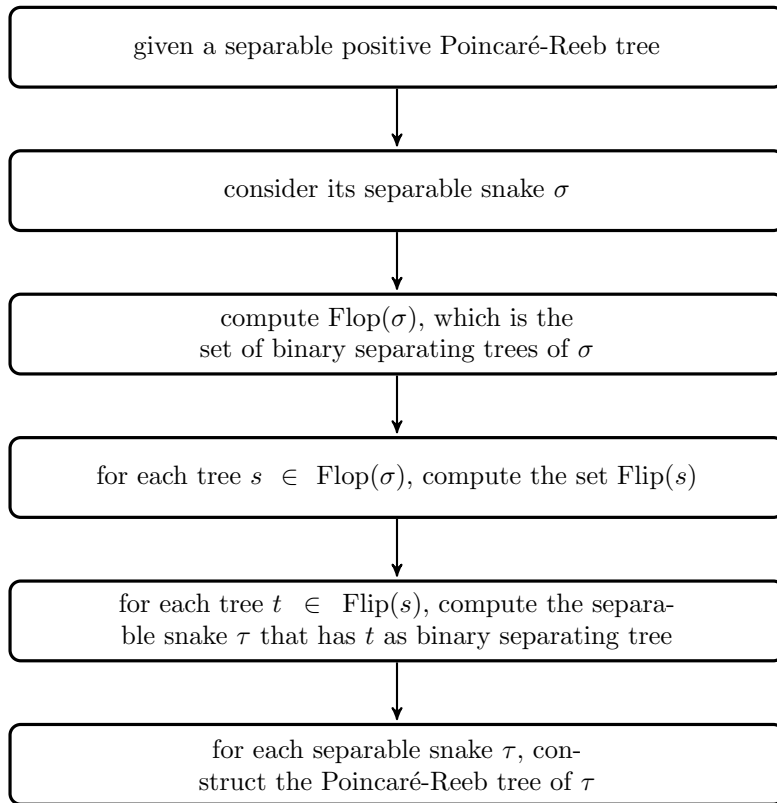 given a separable positive Poincaré-Reeb tree
consider its separable snake σ
compute Flop(σ), which is the
set of binary separating trees of σ
for each tree s ∈ Flop(σ), compute the set Flip(s)
for each tree t ∈ Flip(s), compute the separa-
ble snake τ that has t as binary separating tree
for each separable snake τ, con-
struct the Poincaré-Reeb tree of τ